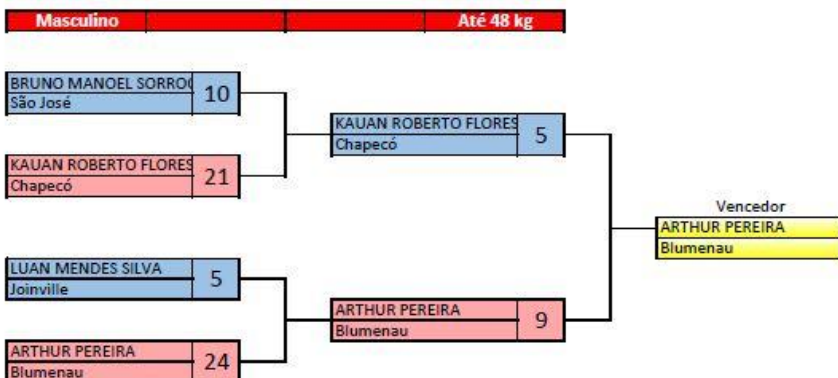 Masculino Até 48 kg
BRUNO MANOEL SORRO
São José
10
KAUAN ROBERTO FLORES
Chapecó
21
KAUAN ROBERTO FLORES
Chapecó
5
LUAN MENDES SILVA
Joinville
5
ARTHUR PEREIRA
Blumenau
24
ARTHUR PEREIRA
Blumenau
9
Vencedor
ARTHUR PEREIRA
Blumenau